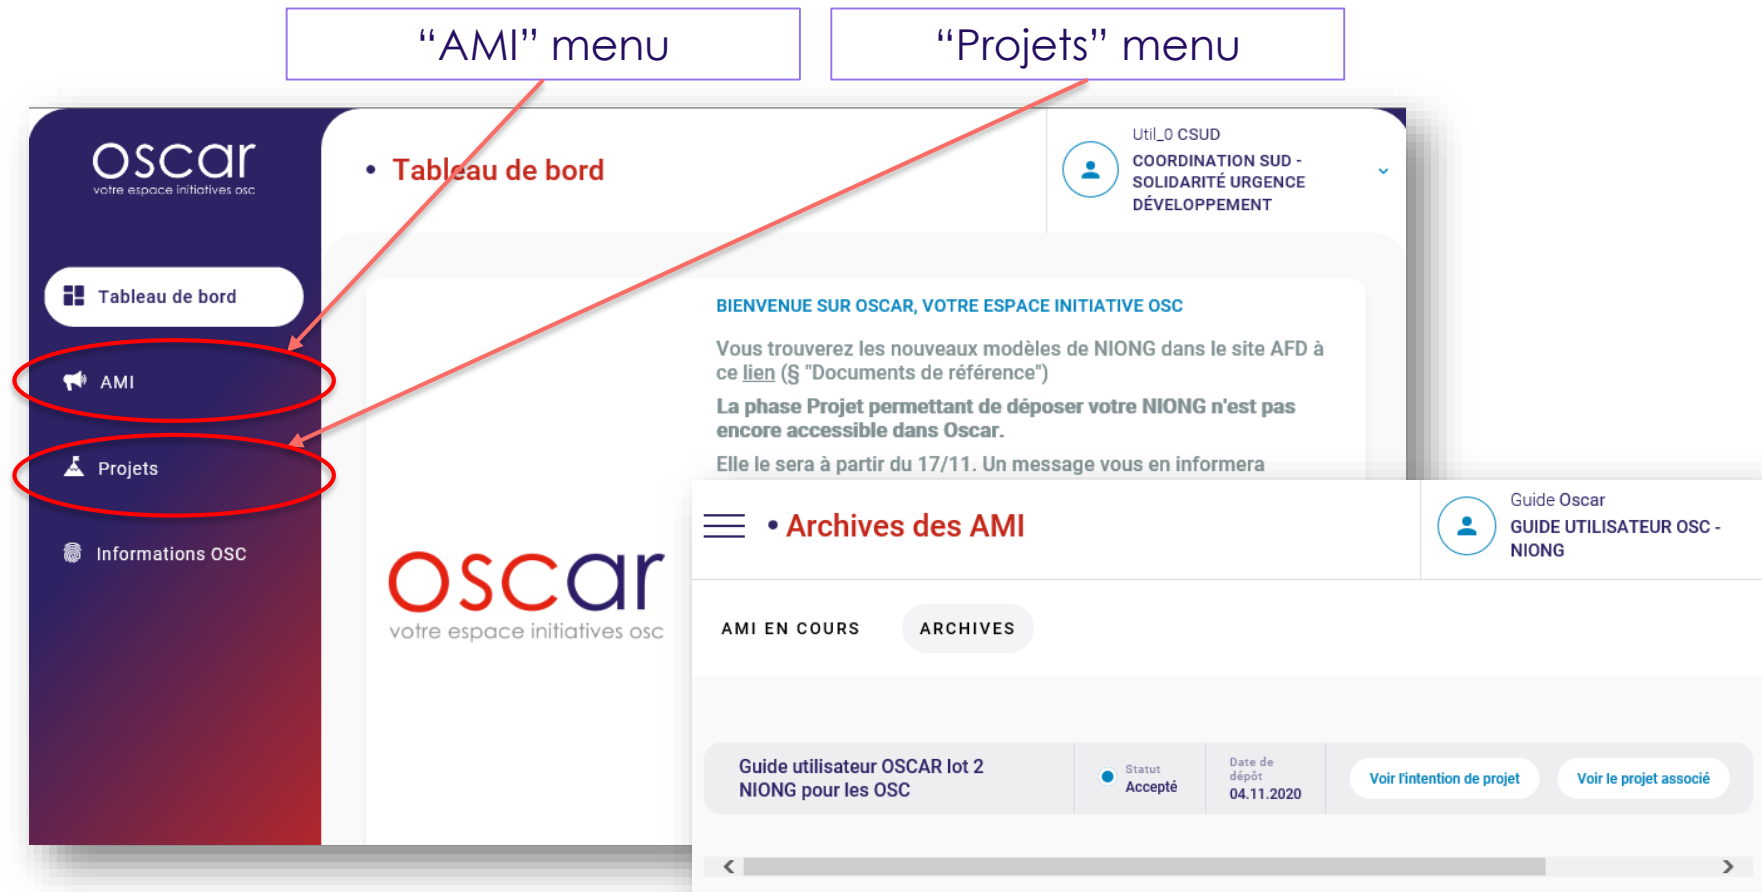 “AMI” menu
“Projets” menu
oscar
votre espace initiatives osc
• Tableau de bord
Util_0 CSUD
COORDINATION SUD -
SOLIDARITÉ URGENCE
DÉVELOPPEMENT
Tableau de bord
AMI
Projets
Informations OSC
BIENVENUE SUR OSCAR, VOTRE ESPACE INITIATIVE OSC
Vous trouverez les nouveaux modèles de NIONG dans le site AFD à
ce lien (§ "Documents de référence")
La phase Projet permettant de déposer votre NIONG n'est pas
encore accessible dans Oscar.
Elle le sera à partir du 17/11. Un message vous en informera
oscar
votre espace initiatives osc
• Archives des AMI
Guide Oscar
GUIDE UTILISATEUR OSC -
NIONG
AMI EN COURS
ARCHIVES
Guide utilisateur OSCAR lot 2
NIONG pour les OSC
Statut
Accepté
Date de
dépôt
04.11.2020
Voir l'intention de projet
Voir le projet associé